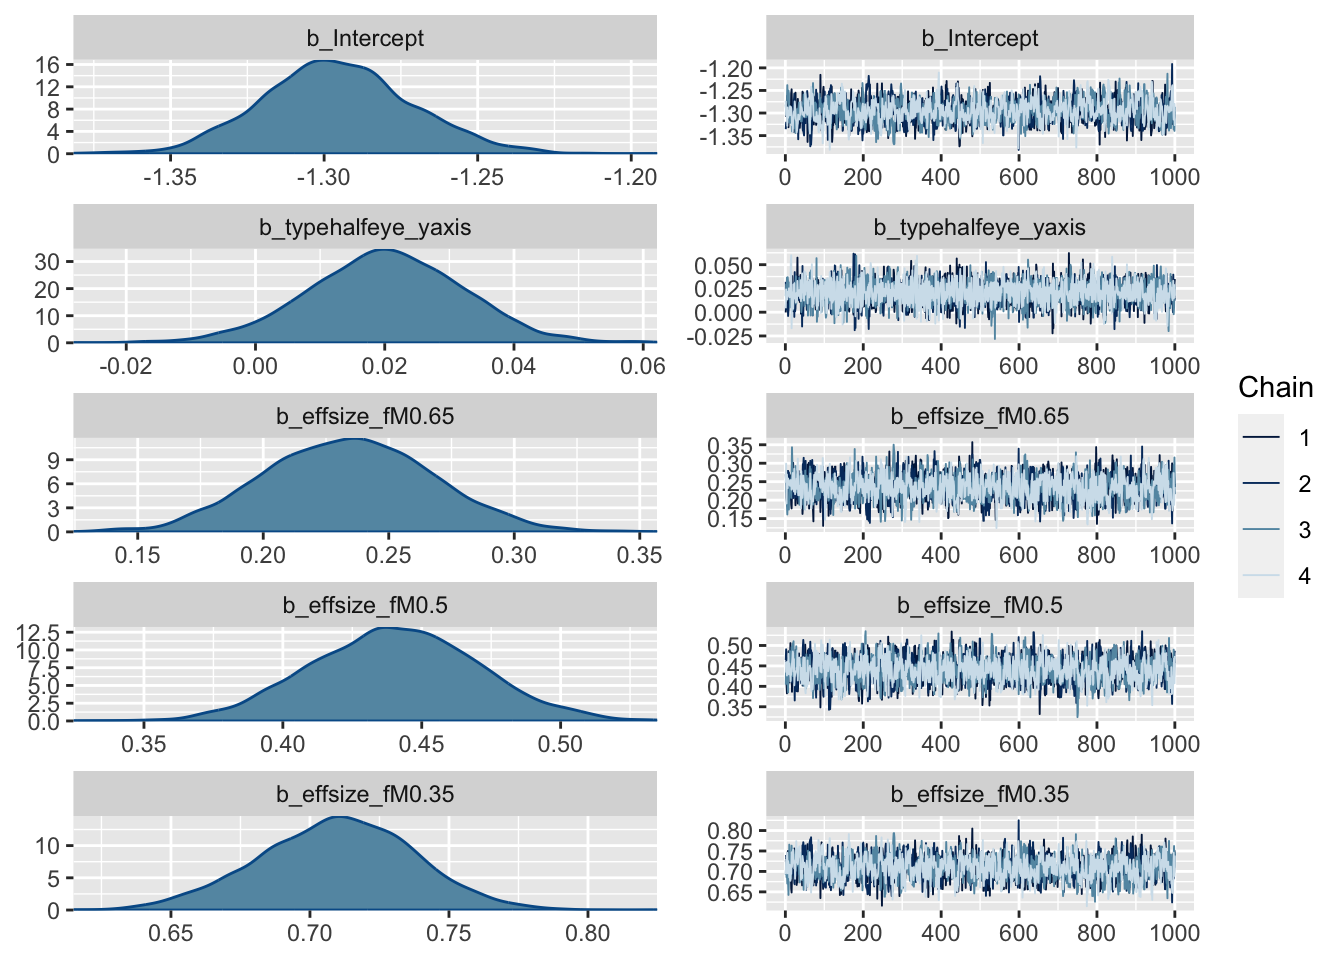 b_Intercept
16
12
8
4
0
-1.35 -1.30 -1.25 -1.20
b_Intercept
-1.20
-1.25
-1.30
-1.35
0 200 400 600 800 1000
b_typehalfeye_yaxis
30
20
10
0
-0.02 0.00 0.02 0.04 0.06
b_typehalfeye_yaxis
0.050
0.025
0.000
-0.025
0 200 400 600 800 1000
b_effsize_fM0.65
9
6
3
0
0.15 0.20 0.25 0.30 0.35
b_effsize_fM0.65
0.35
0.30
0.25
0.20
0.15
0 200 400 600 800 1000
b_effsize_fM0.5
12.5
10.0
7.5
5.0
2.5
0.0
0.35 0.40 0.45 0.50
b_effsize_fM0.5
0.50
0.45
0.40
0.35
0 200 400 600 800 1000
b_effsize_fM0.35
10
5
0
0.65 0.70 0.75 0.80
b_effsize_fM0.35
0.80
0.75
0.70
0.65
0 200 400 600 800 1000
Chain
1
2
3
4